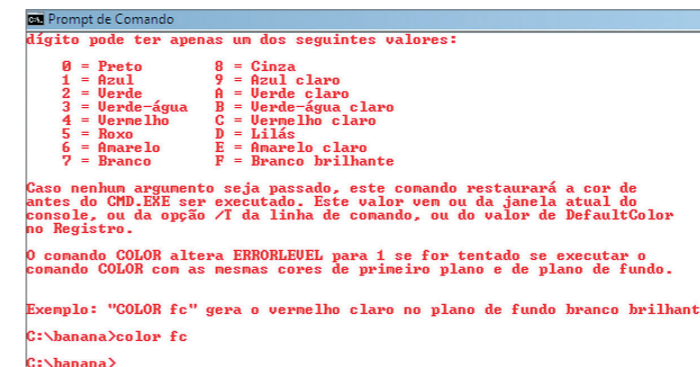 Prompt de Comando
dígito pode ter apenas um dos seguintes valores:
0 = Preto 8 = Cinza
1 = Azul 9 = Azul claro
2 = Verde A = Verde claro
3 = Verde-água B = Verde-água claro
4 = Vermelho C = Vermelho claro
5 = Roxo D = Lilás
6 = Amarelo E = Amarelo claro
7 = Branco F = Branco brilhante
Caso nenhum argumento seja passado, este comando restaurará a cor de
antes do CMD.EXE ser executado. Este valor vem ou da janela atual do
console, ou da opção /T da linha de comando, ou do valor de DefaultColor
no Registro.
O comando COLOR altera ERRORLEVEL para 1 se for tentado se executar o
comando COLOR com as mesmas cores de primeiro plano e de plano de fundo.
Exemplo: "COLOR fc" gera o vermelho claro no plano de fundo branco brilhant
C:\banana>color fc
C:\banana>